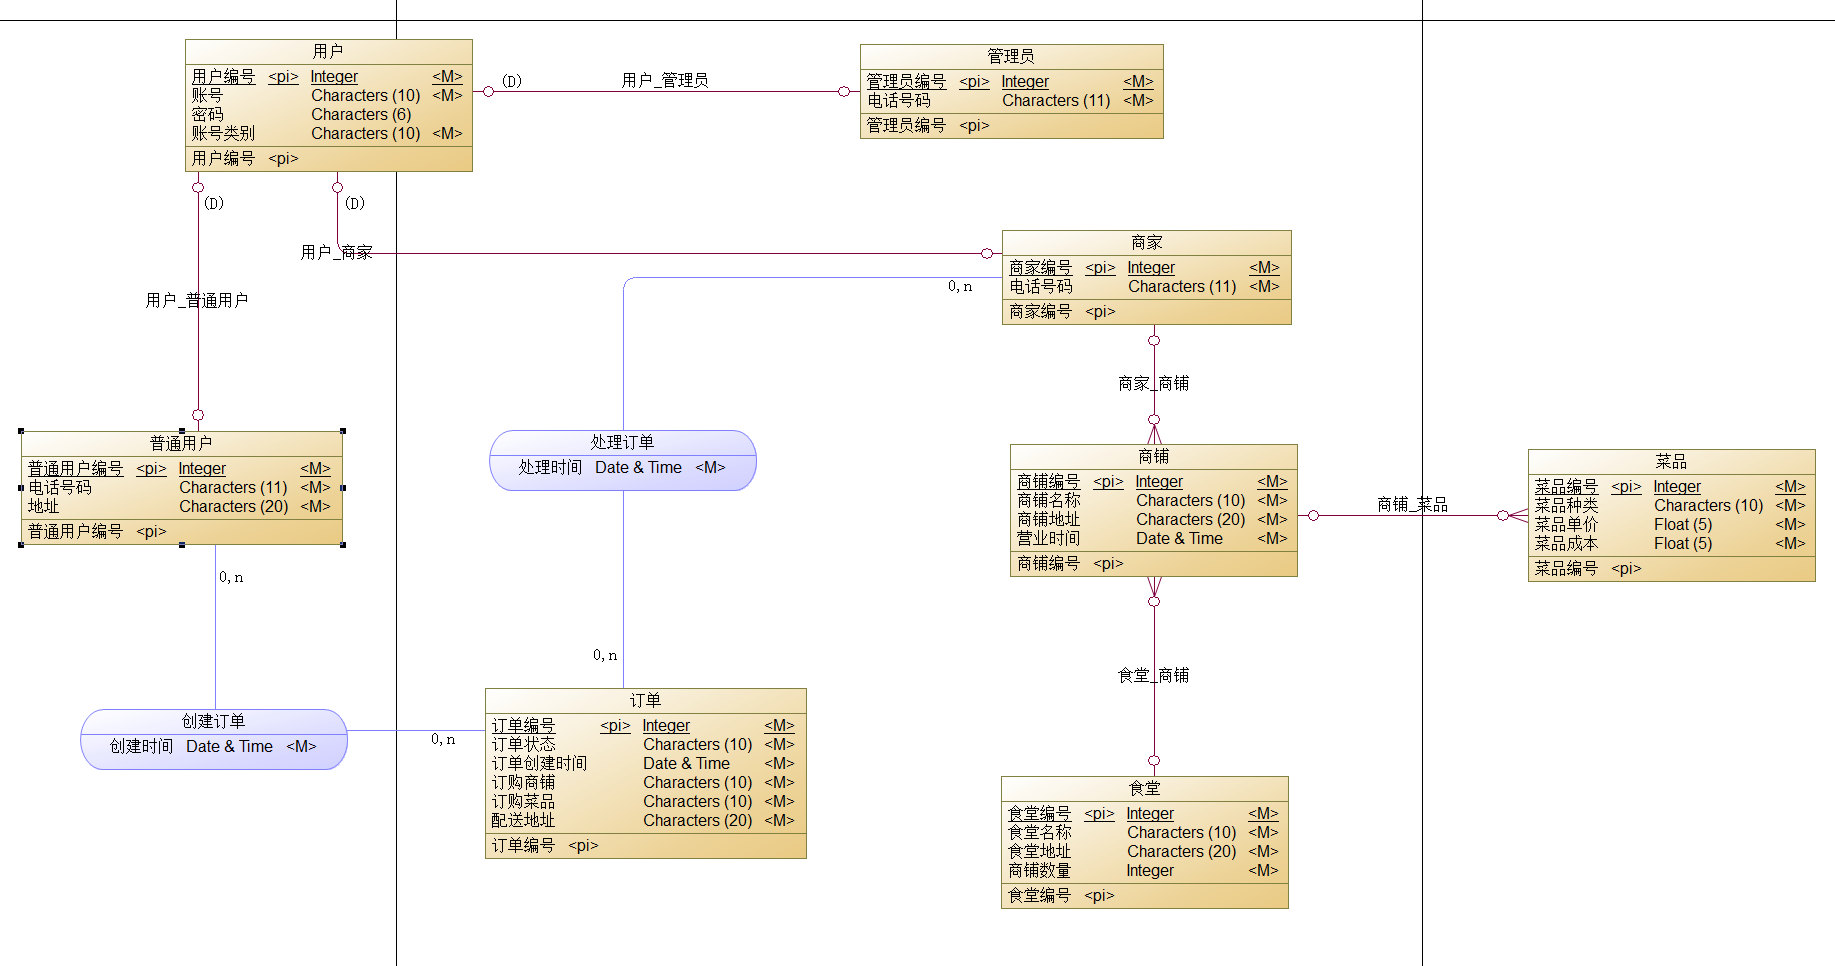 用户
用户编号 <pi> Integer <M>
账号 Characters (10) <M>
密码 Characters (6)
账号类别 Characters (10) <M>
用户编号 <pi>
(D)
用户_管理员
管理员
管理员编号 <pi> Integer <M>
电话号码 Characters (11) <M>
管理员编号 <pi>
(D)
(D)
用户_商家
用户_普通用户
商家
商家编号 <pi> Integer <M>
电话号码 Characters (11) <M>
商家编号 <pi>
0,n
商家_商铺
普通用户
普通用户编号 <pi> Integer <M>
电话号码 Characters (11) <M>
地址 Characters (20) <M>
普通用户编号 <pi>
0,n
处理订单
处理时间 Date & Time <M>
0,n
商铺
商铺编号 <pi> Integer <M>
商铺名称 Characters (10) <M>
商铺地址 Characters (20) <M>
营业时间 Date & Time <M>
商铺编号 <pi>
商铺_菜品
菜品
菜品编号 <pi> Integer <M>
菜品种类 Characters (10) <M>
菜品单价 Float (5) <M>
菜品成本 Float (5) <M>
菜品编号 <pi>
食堂_商铺
创建订单
创建时间 Date & Time <M>
0,n
订单
订单编号 <pi> Integer <M>
订单状态 Characters (10) <M>
订单创建时间 Date & Time <M>
订购商铺 Characters (10) <M>
订购菜品 Characters (10) <M>
配送地址 Characters (20) <M>
订单编号 <pi>
食堂
食堂编号 <pi> Integer <M>
食堂名称 Characters (10) <M>
食堂地址 Characters (20) <M>
商铺数量 Integer <M>
食堂编号 <pi>